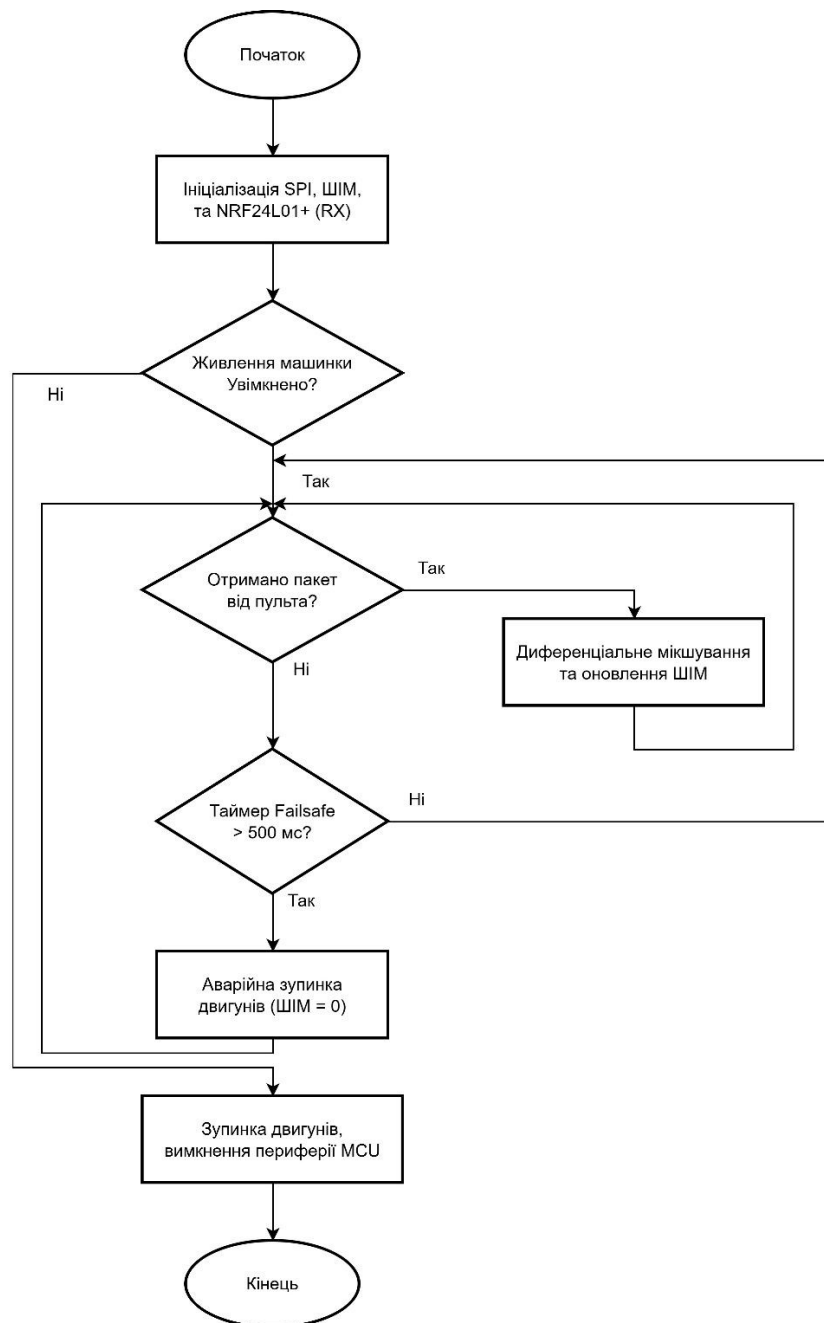 Початок
Ініціалізація SPI, ШІМ,
та NRF24L01+ (RX)
Живлення машинки
Увімкнено?
Ні
Так
Отримано пакет
від пульта?
Так
Диференціальне мікшування
та оновлення ШІМ
Ні
Таймер Failsafe
> 500 мс?
Ні
Так
Аварійна зупинка
двигунів (ШІМ = 0)
Зупинка двигунів,
вимкнення периферії MCU
Кінець